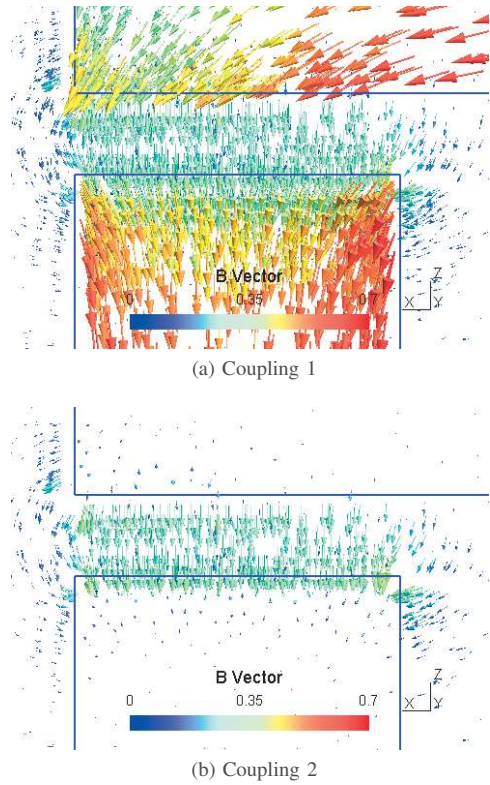 B Vector
0 0.35 0.7
Z
X Y
(a) Coupling 1
B Vector
0 0.35 0.7
Z
X Y
(b) Coupling 2